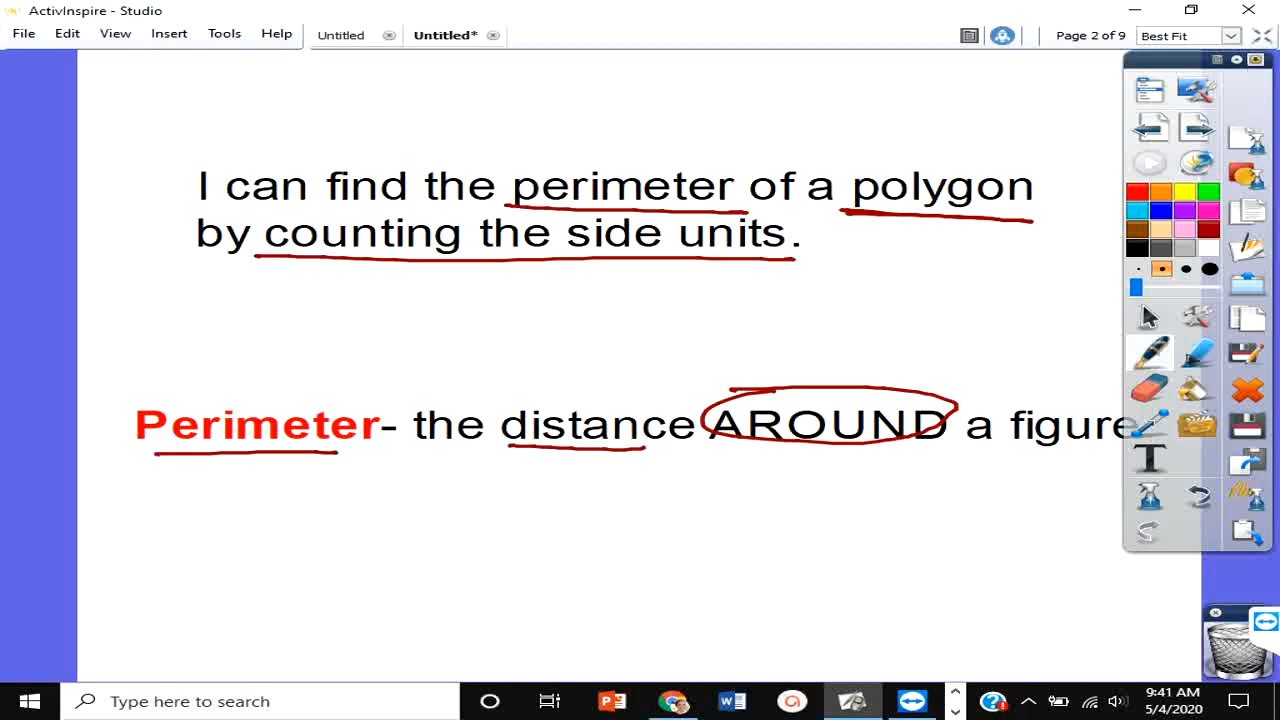 ActivInspire - Studio
File Edit View Insert Tools Help Untitled Untitled* Page 2 of 9 Best Fit
I can find the perimeter of a polygon
by counting the side units.
Perimeter- the distance AROUND a figure
Type here to search
9:41 AM
5/4/2020